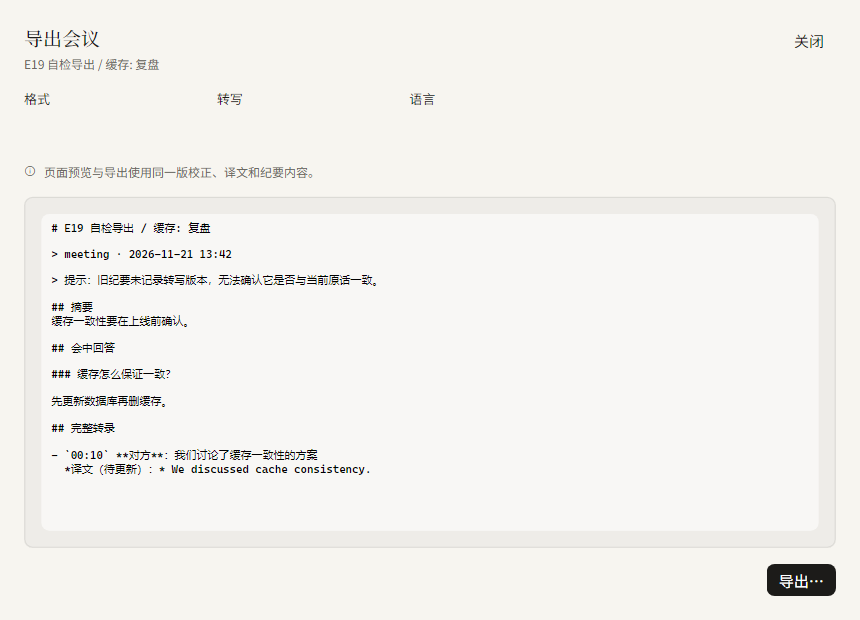 导出会议
关闭
E19 自检导出 / 缓存: 复盘
格式
转写
语言
页面预览与导出使用同一版校正、译文和纪要内容。
# E19 自检导出 / 缓存: 复盘
> meeting · 2026-11-21 13:42
> 提示：旧纪要未记录转写版本，无法确认它是否与当前原话一致。
## 摘要
缓存一致性要在上线前确认。
## 会中回答
### 缓存怎么保证一致？
先更新数据库再删缓存。
## 完整转录
- `00:10` **对方**：我们讨论了缓存一致性的方案
*译文（待更新）：* We discussed cache consistency.
导出…